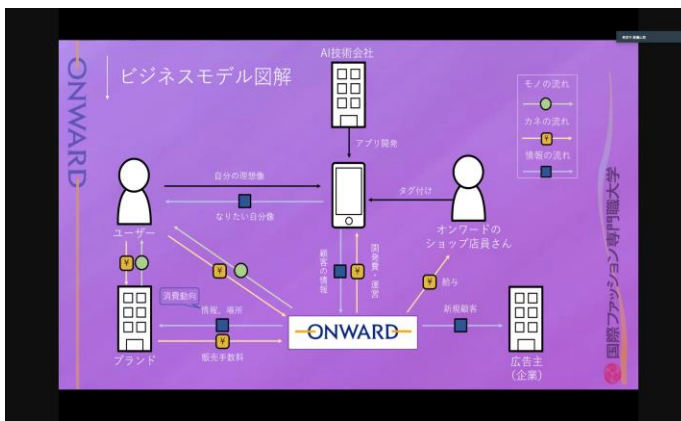 ONWARD
ビジネスモデル図解
AI技術会社
モノの流れ
カネの流れ
¥
情報の流れ
アプリ開発
自分の理想像
なりたい自分像
タグ付け
ユーザー
オンワードの
ショップ店員さん
¥
¥
顧客の情報
¥
開発費・運営
¥
給与
消費動向
情報、場所
新規顧客
ONWARD
¥
販売手数料
ブランド
広告主
(企業)
国際ファッション専門職大学